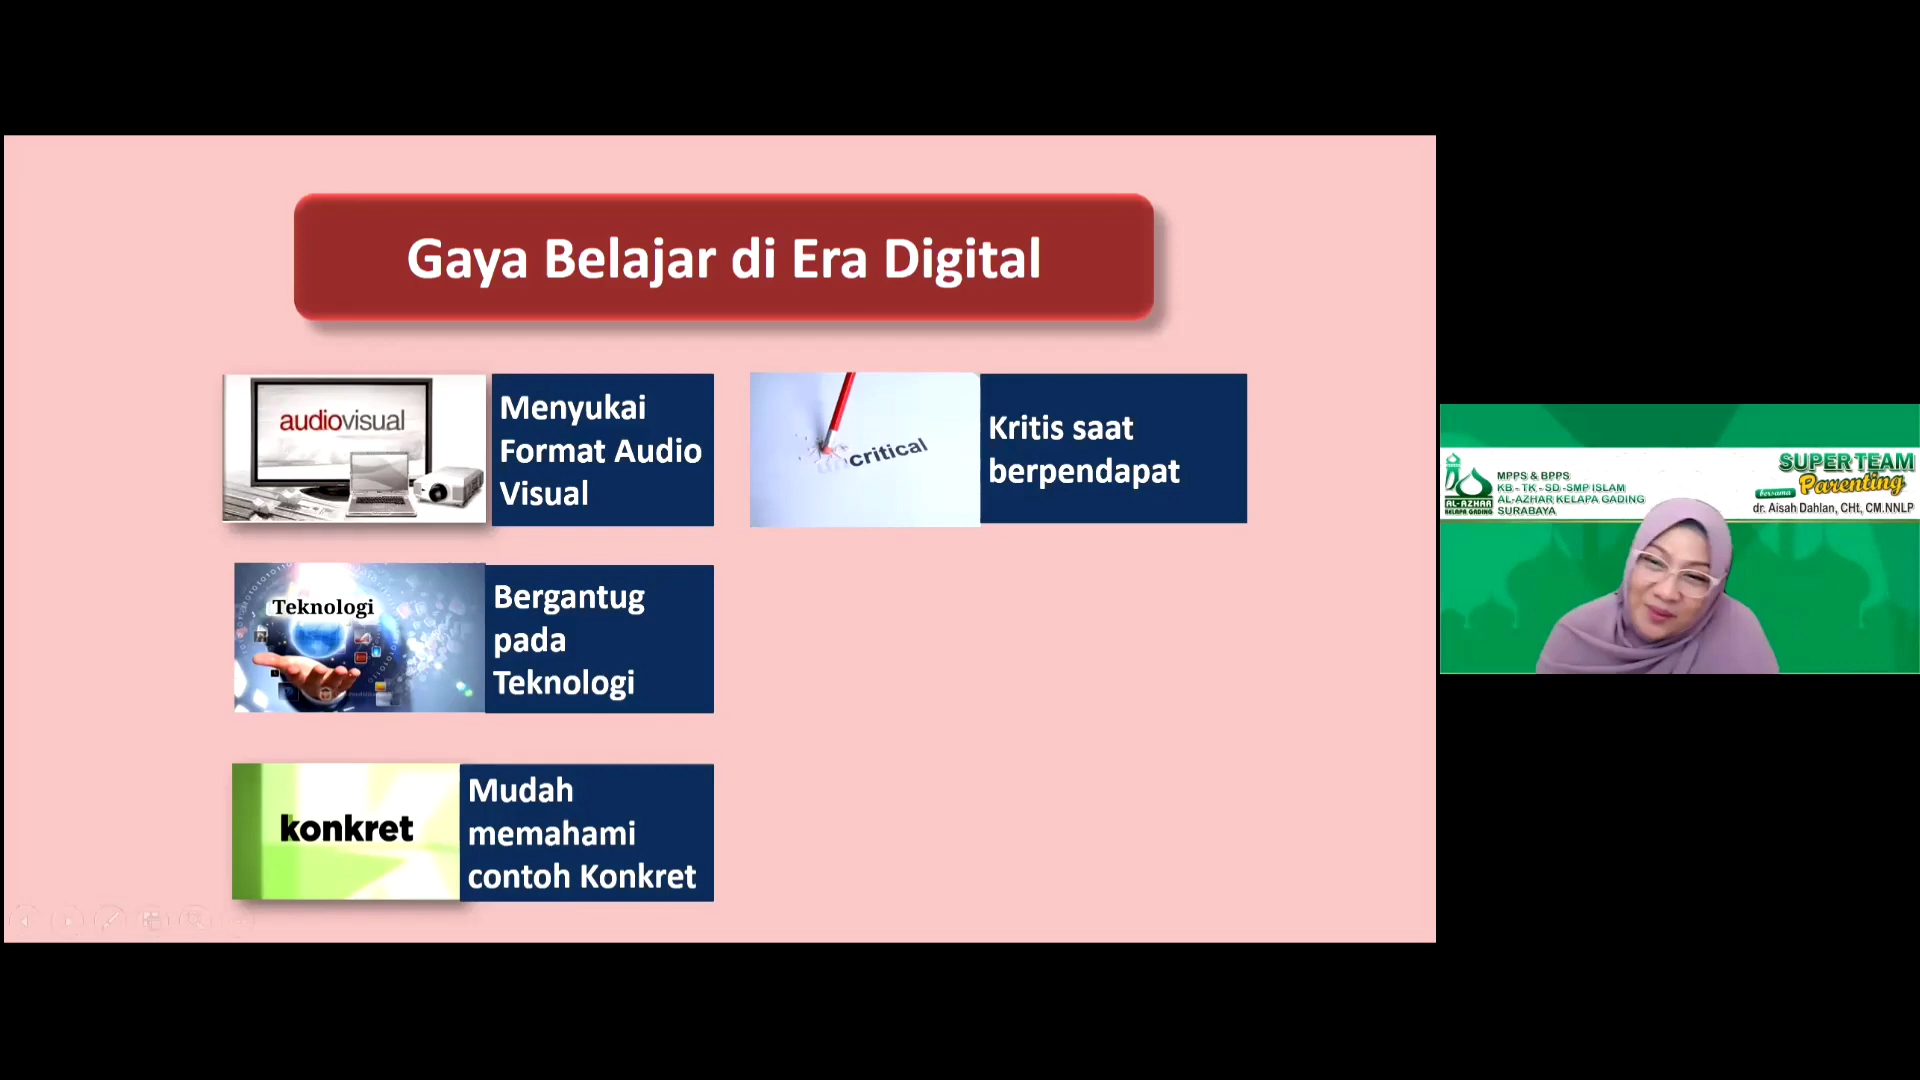 Gaya Belajar di Era Digital
audiovisual
Menyukai
Format Audio
Visual
uncritical
Kritis saat
berpendapat
Teknologi
Bergantug
pada
Teknologi
konkret
Mudah
memahami
contoh Konkret
AL-AZHAR
KELAPA GADING
MPPS & BPPS
KB - TK - SD -SMP ISLAM
AL-AZHAR KELAPA GADING
SURABAYA
SUPER TEAM
Parenting
bersama
dr. Aisah Dahlan, CHt, CM.NNLP